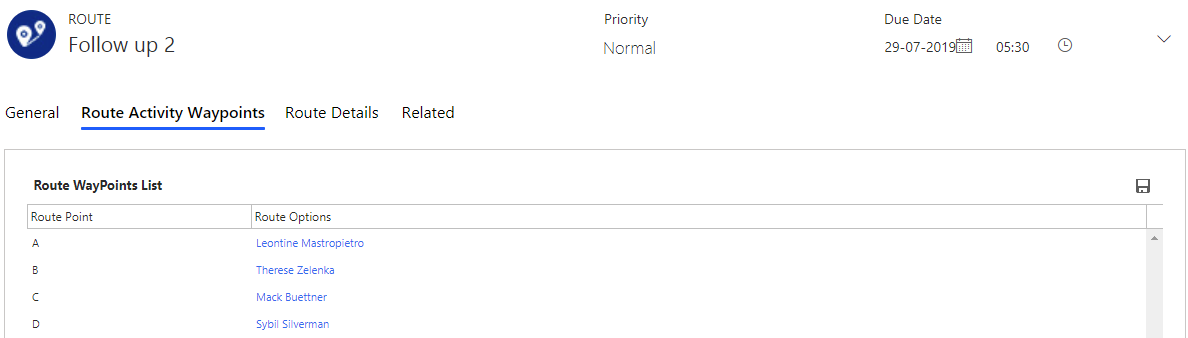 ROUTE
Follow up 2
Priority
Normal
Due Date
29-07-2019 05:30
General Route Activity Waypoints Route Details Related
Route WayPoints List
Route Point Route Options
A Leontine Mastropietro
B Therese Zelenka
C Mack Buettner
D Sybil Silverman